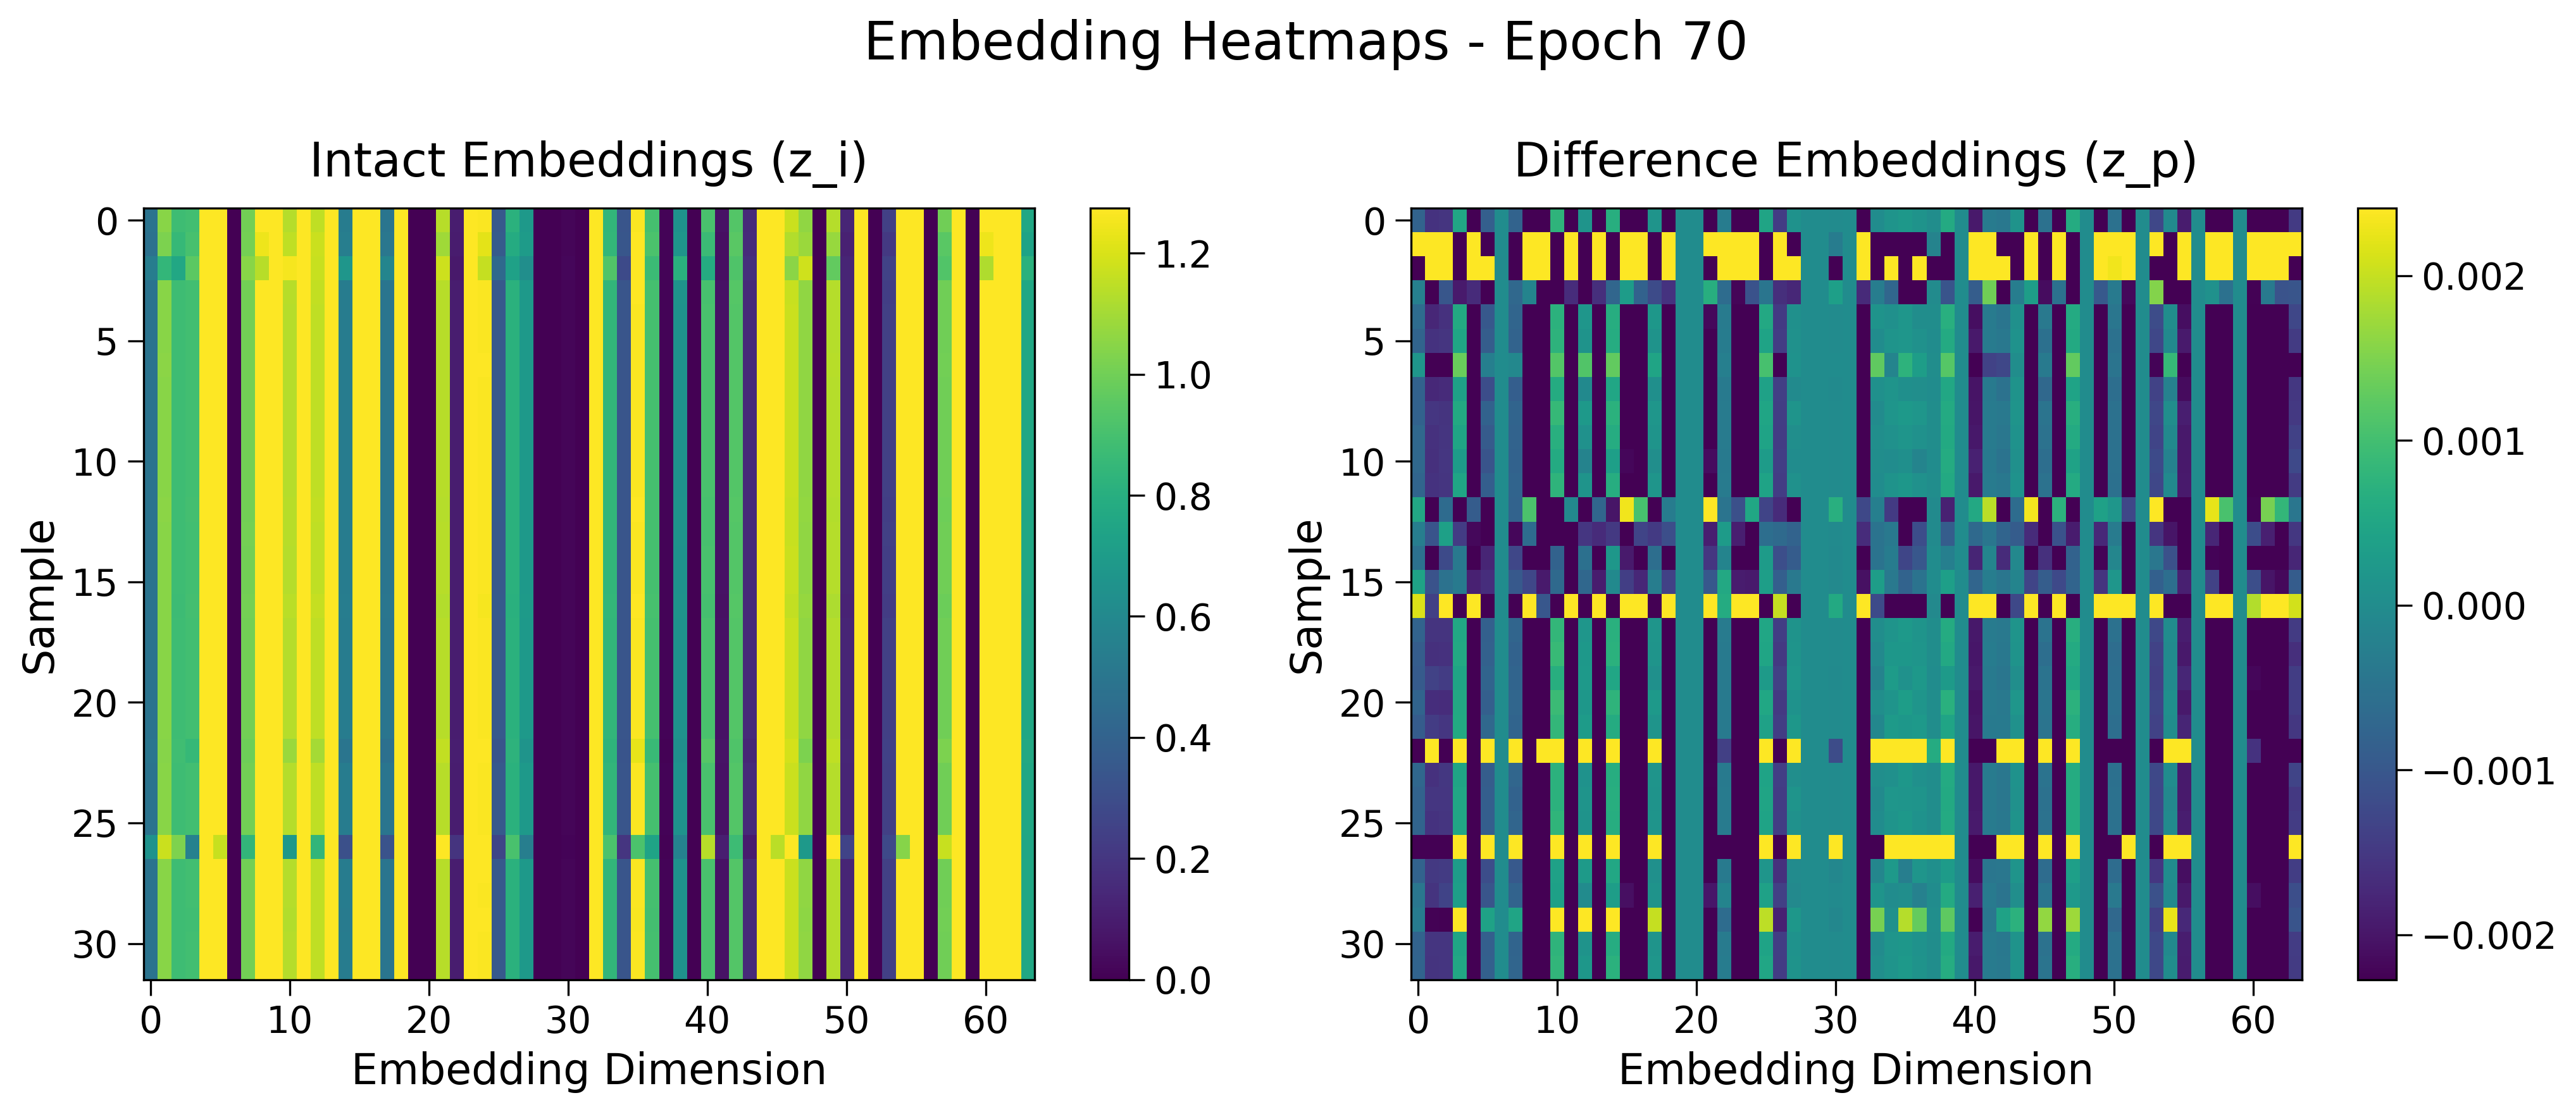 Embedding Heatmaps - Epoch 70
Intact Embeddings (z_i)
0
5
10
15
20
25
30
Sample
0 10 20 30 40 50 60
Embedding Dimension
1.2
1.0
0.8
0.6
0.4
0.2
0.0
Difference Embeddings (z_p)
0
5
10
15
20
25
30
Sample
0 10 20 30 40 50 60
Embedding Dimension
0.002
0.001
0.000
−0.001
−0.002